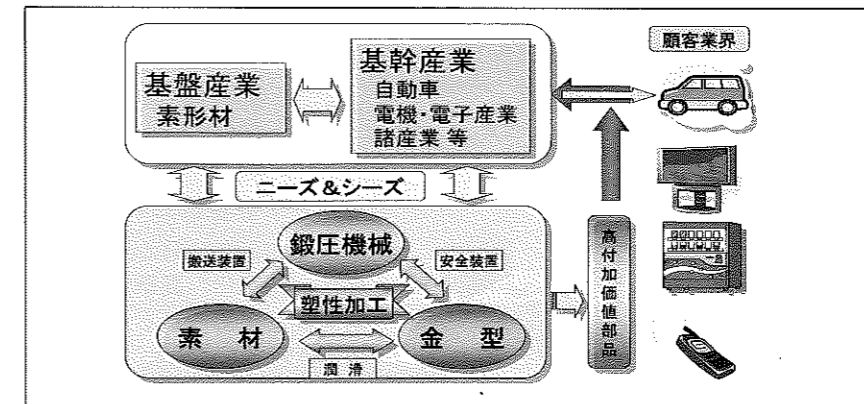 顧客業界
基盤産業
素形材
基幹産業
自動車
電機・電子産業
諸産業 等
ニーズ&シーズ
鍛圧機械
搬送装置
安全装置
塑性加工
素 材
金 型
潤 滑
高付加価値部品